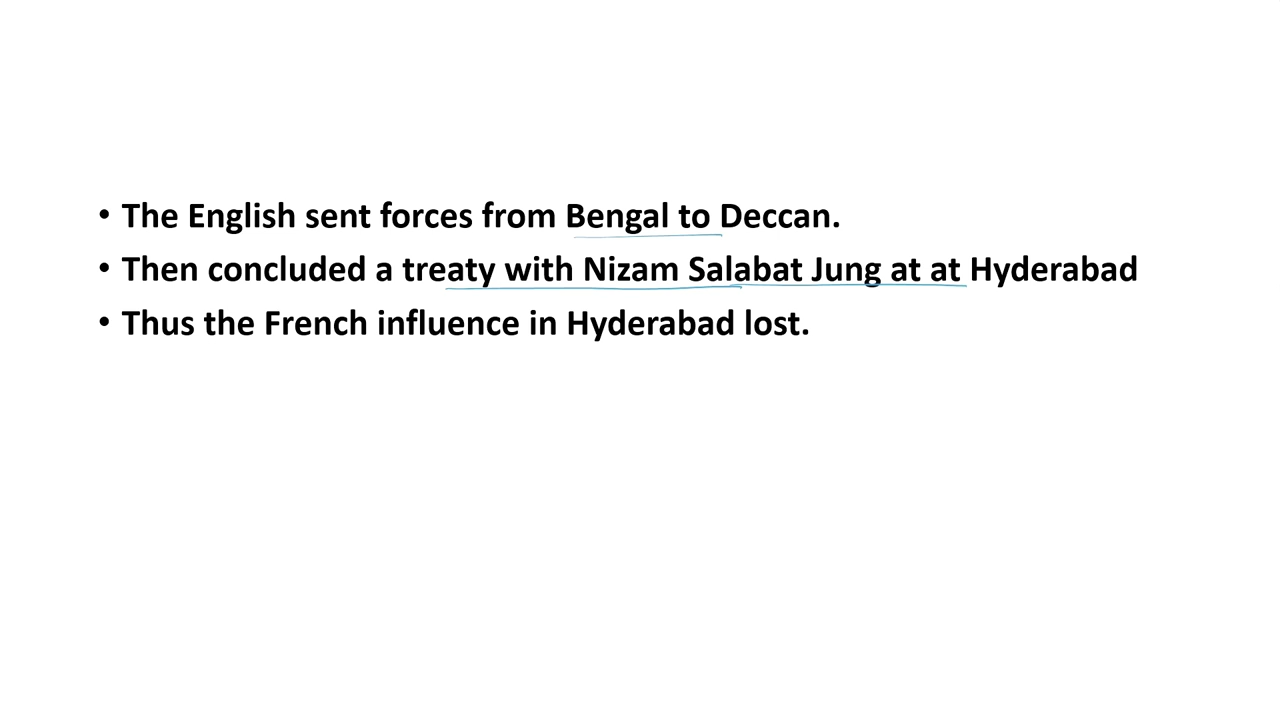 • The English sent forces from Bengal to Deccan.
• Then concluded a treaty with Nizam Salabat Jung at at Hyderabad
• Thus the French influence in Hyderabad lost.